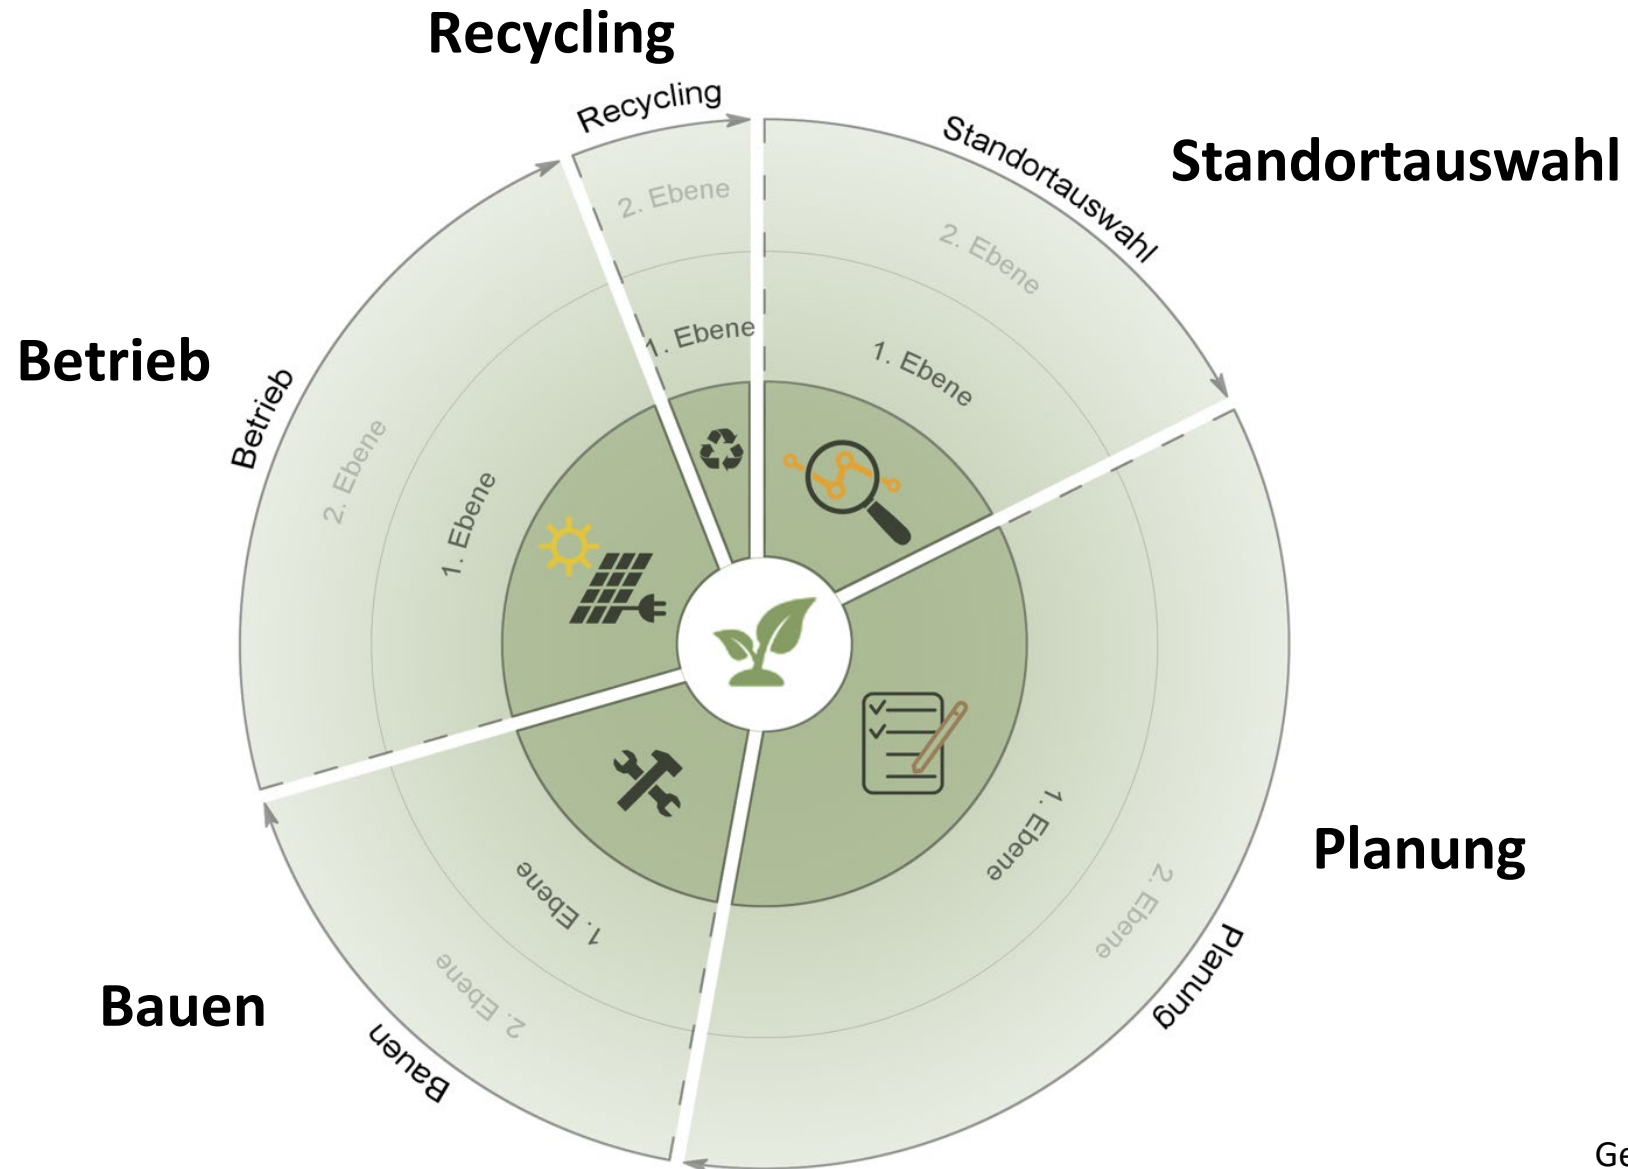 Recycling
Recycling
2. Ebene
1. Ebene
Standortauswahl
Standortauswahl
2. Ebene
1. Ebene
Betrieb
Betrieb
2. Ebene
1. Ebene
Planung
Planung
1. Ebene
2. Ebene
Bauen
Bauen
1. Ebene
2. Ebene
Ge